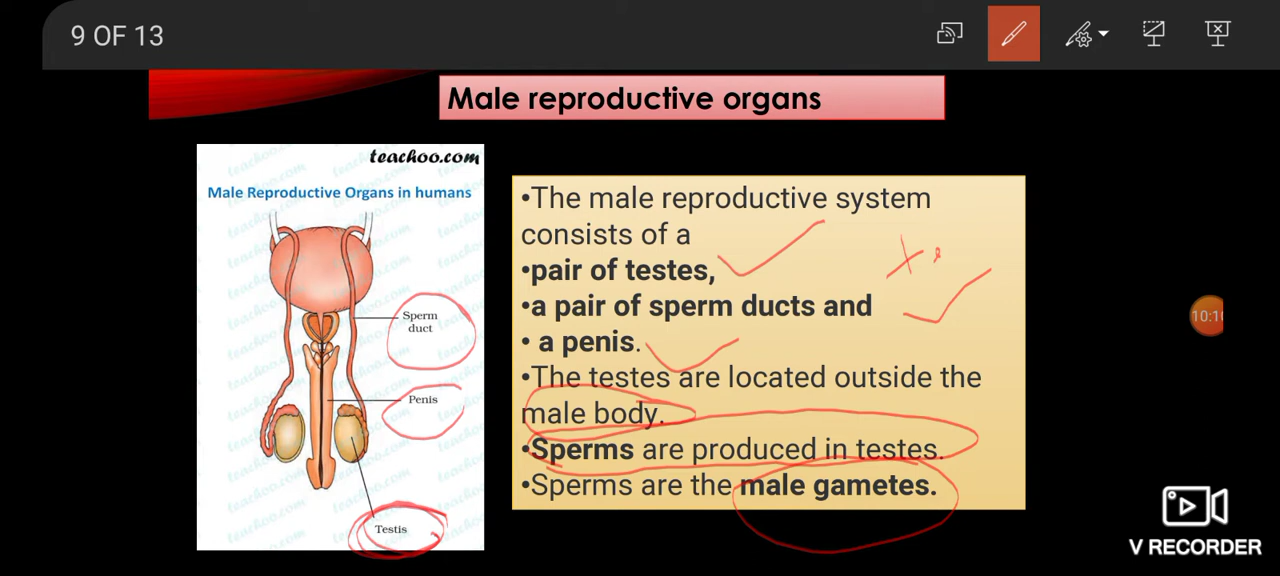 9 OF 13
Male reproductive organs
teachoo.com
Male Reproductive Organs in humans
Sperm
duct
Penis
Testis
•The male reproductive system
consists of a
•pair of testes,
•a pair of sperm ducts and
• a penis.
•The testes are located outside the
male body.
•Sperms are produced in testes.
•Sperms are the male gametes.
V RECORDER